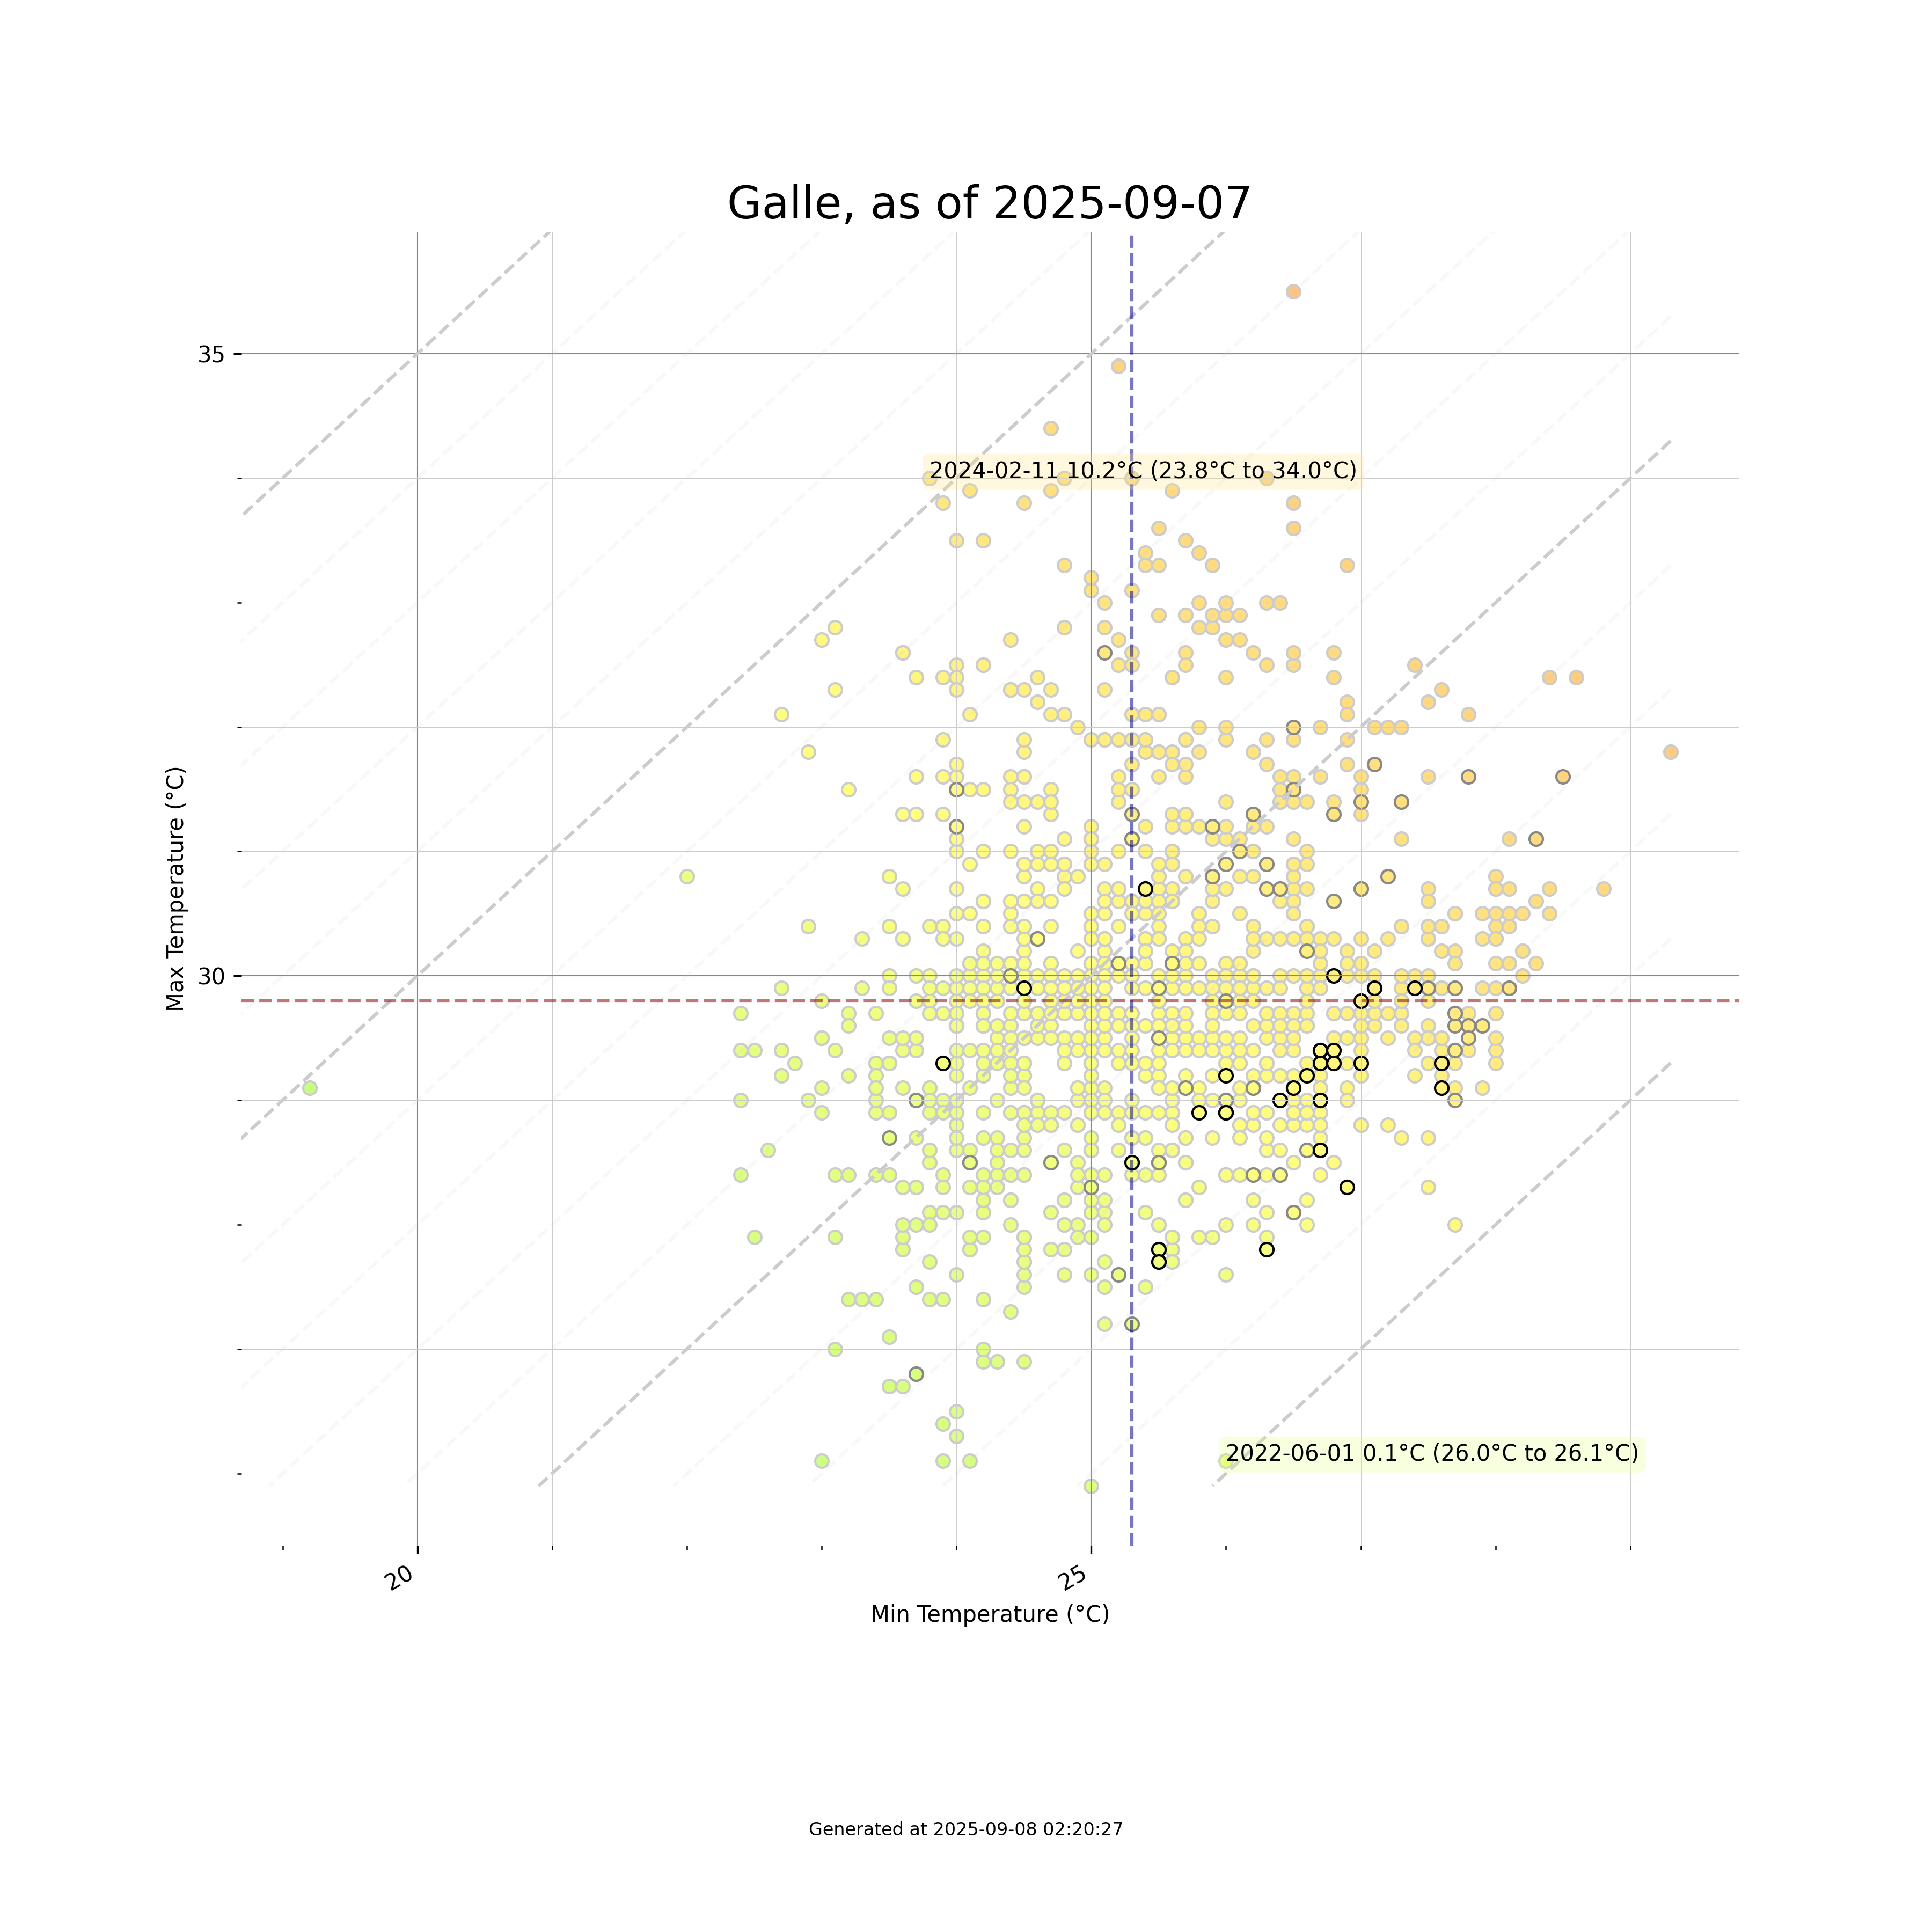 Galle, as of 2025-09-07
35
2024-02-11 10.2°C (23.8°C to 34.0°C)
Max Temperature (°C)
30
2022-06-01 0.1°C (26.0°C to 26.1°C)
20
25
Min Temperature (°C)
Generated at 2025-09-08 02:20:27